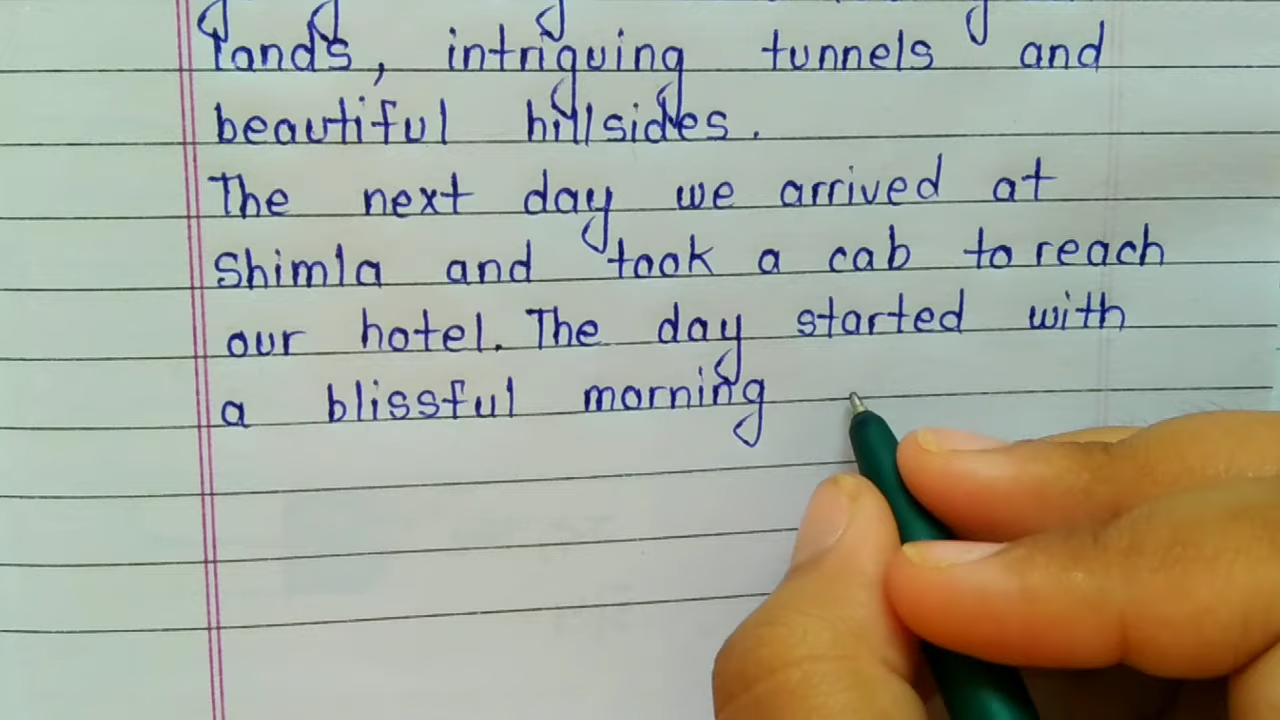 lands, intriguing tunnels and
beautiful hillsides.
The next day we arrived at
Shimla and took a cab to reach
our hotel. The day started with
a blissful morning